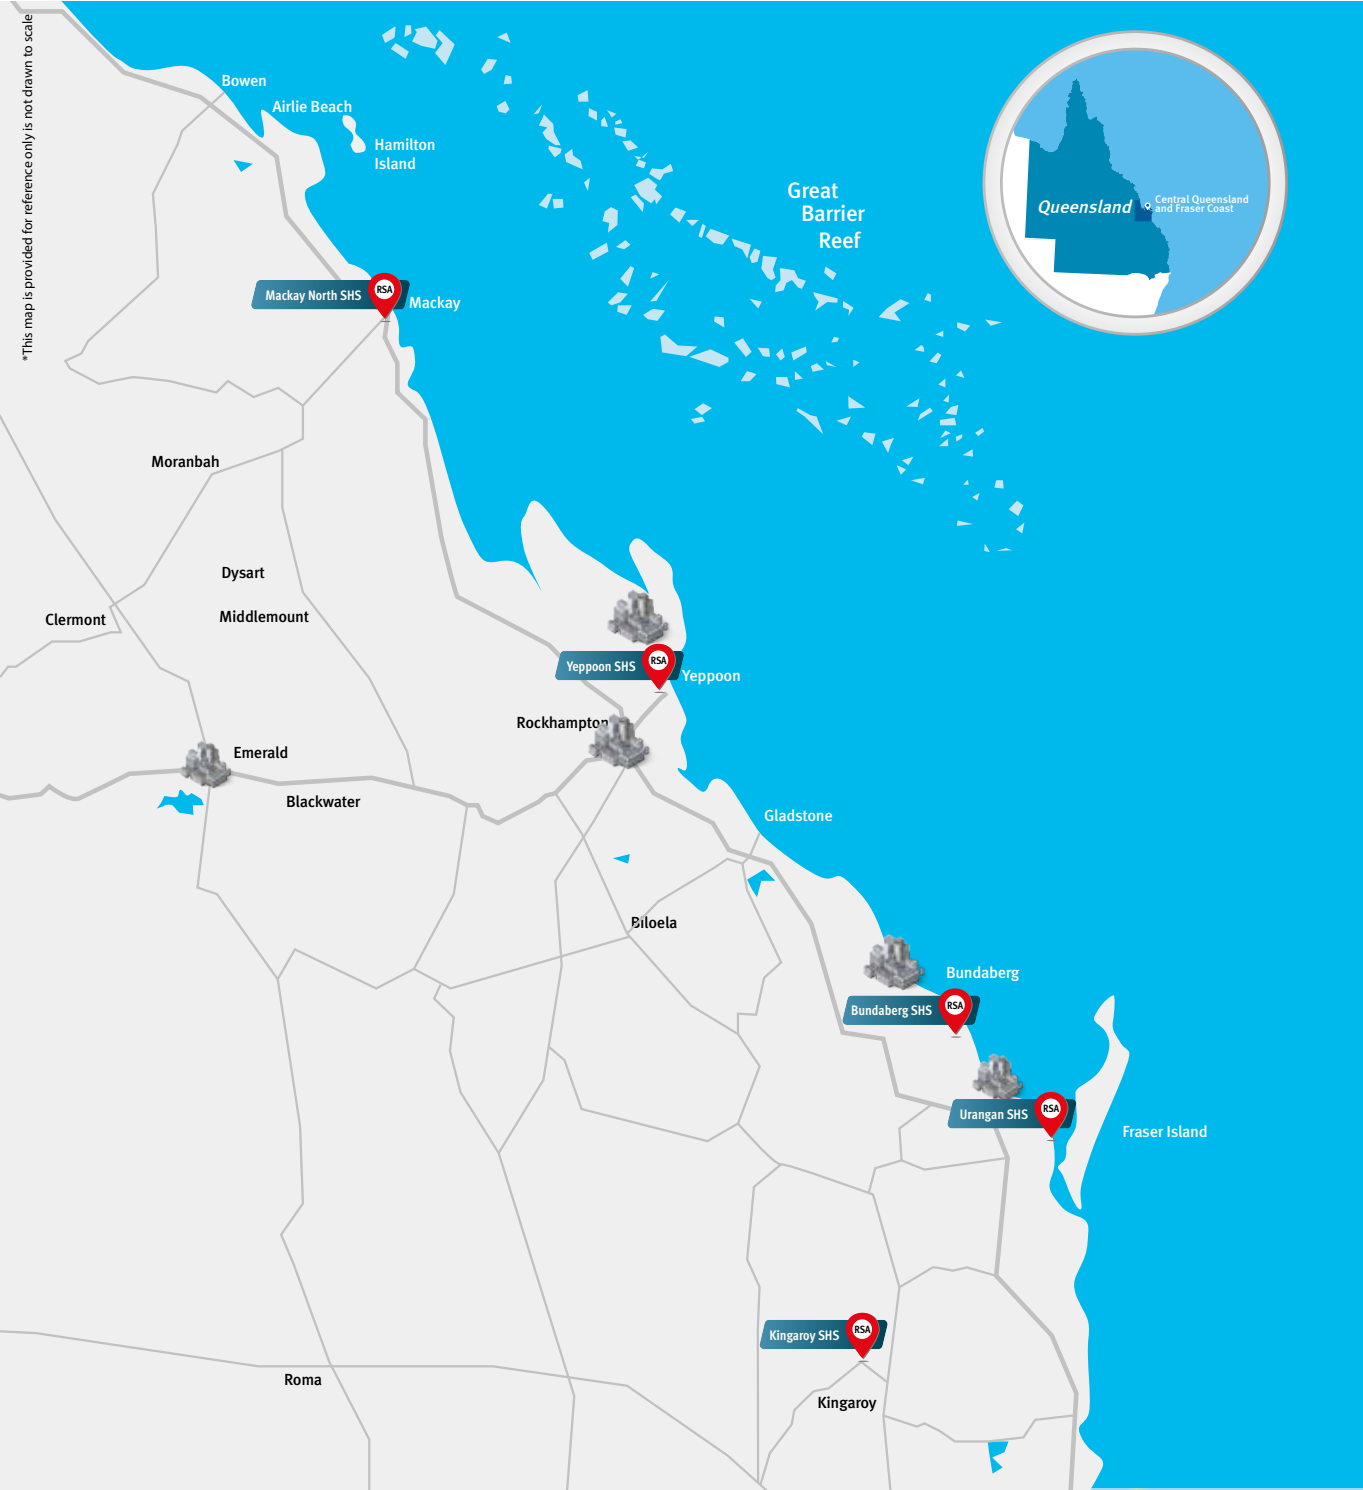 *This map is provided for reference only is not drawn to scale
Bowen
Airlie Beach
Hamilton
Island
Great
Barrier
Reef
Queensland
Central Queensland
and Fraser Coast
Mackay North SHS
RSA
Mackay
Moranbah
Dysart
Middlemount
Clermont
Yeppoon SHS
RSA
Yeppoon
Rockhampton
Emerald
Blackwater
Gladstone
Biloela
Bundaberg
Bundaberg SHS
RSA
Urangan SHS
RSA
Fraser Island
Kingaroy SHS
RSA
Roma
Kingaroy